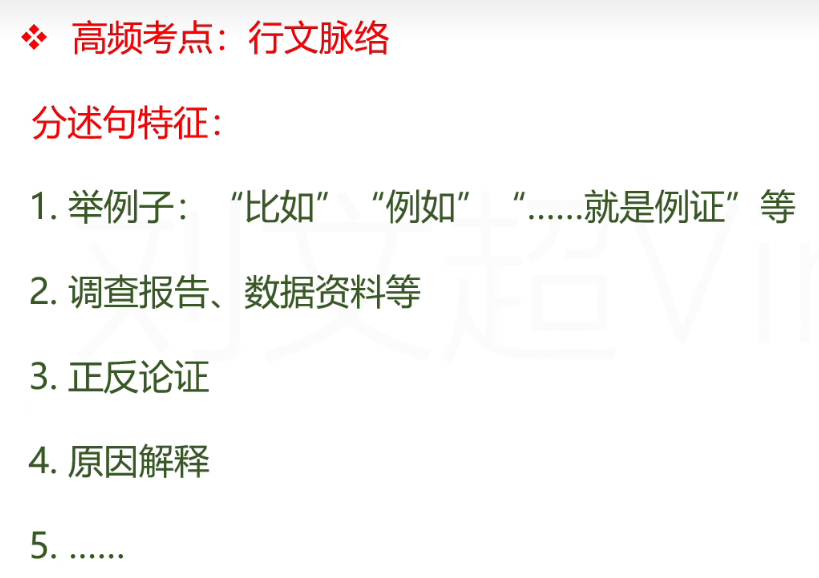 ❖ 高频考点：行文脉络
分述句特征：
1. 举例子：“比如”“例如”“……就是例证”等
2. 调查报告、数据资料等
3. 正反论证
4. 原因解释
5. ……
刘文超Vin